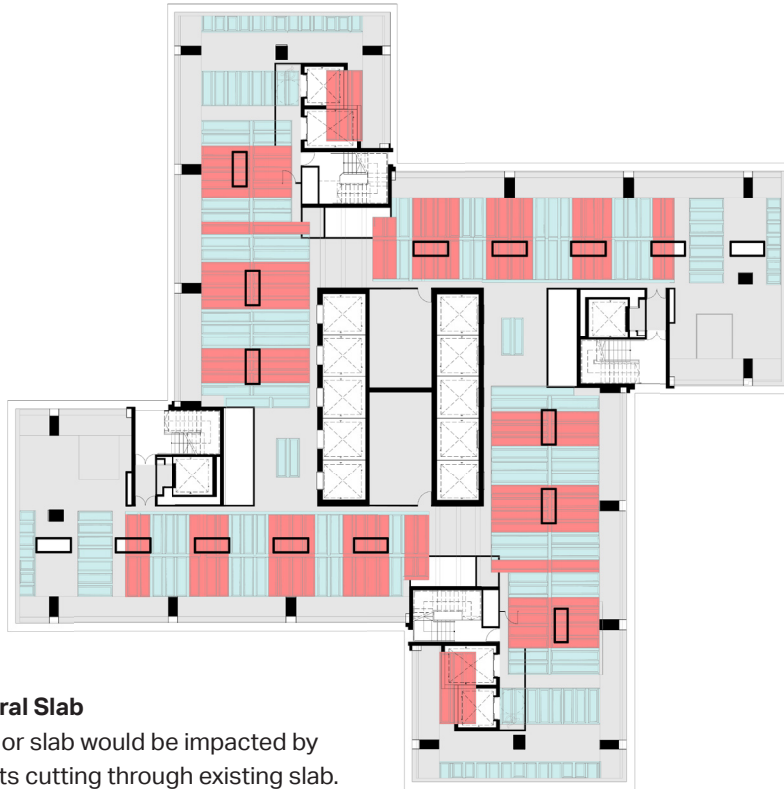 ral Slab
or slab would be impacted by
ts cutting through existing slab.